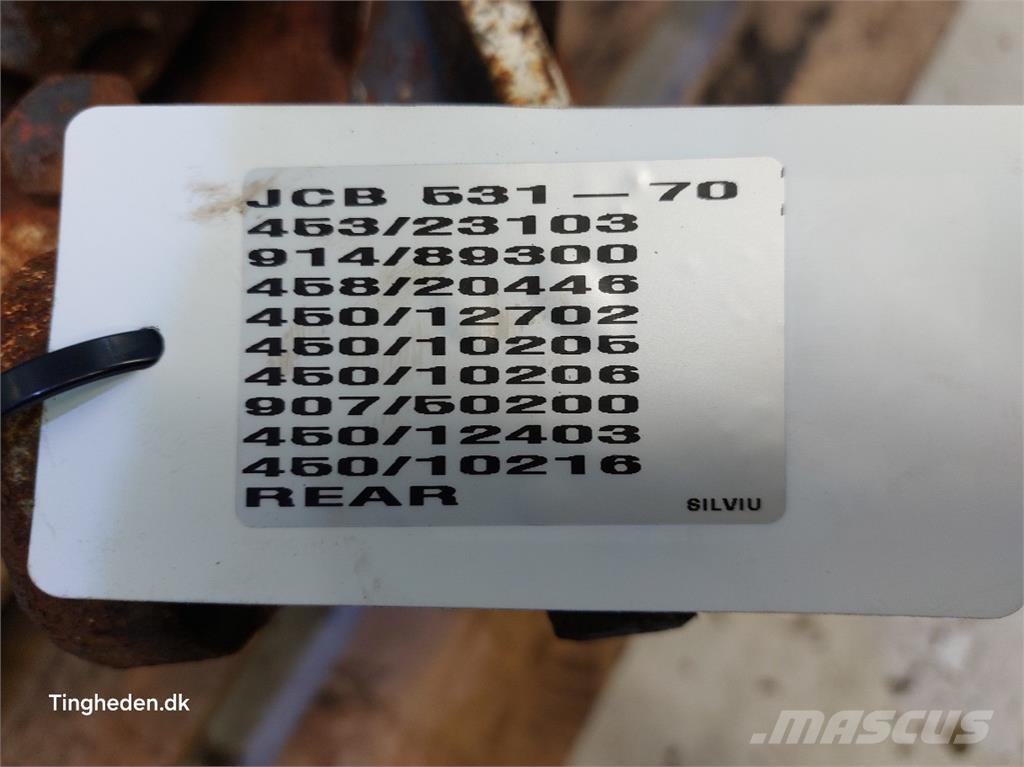 JCB 531-70
453/23103
914/89300
458/20446
450/12702
450/10205
450/10206
907/50200
450/12403
450/10216
REAR
SILVIU
Tingheden.dk
MASCUS